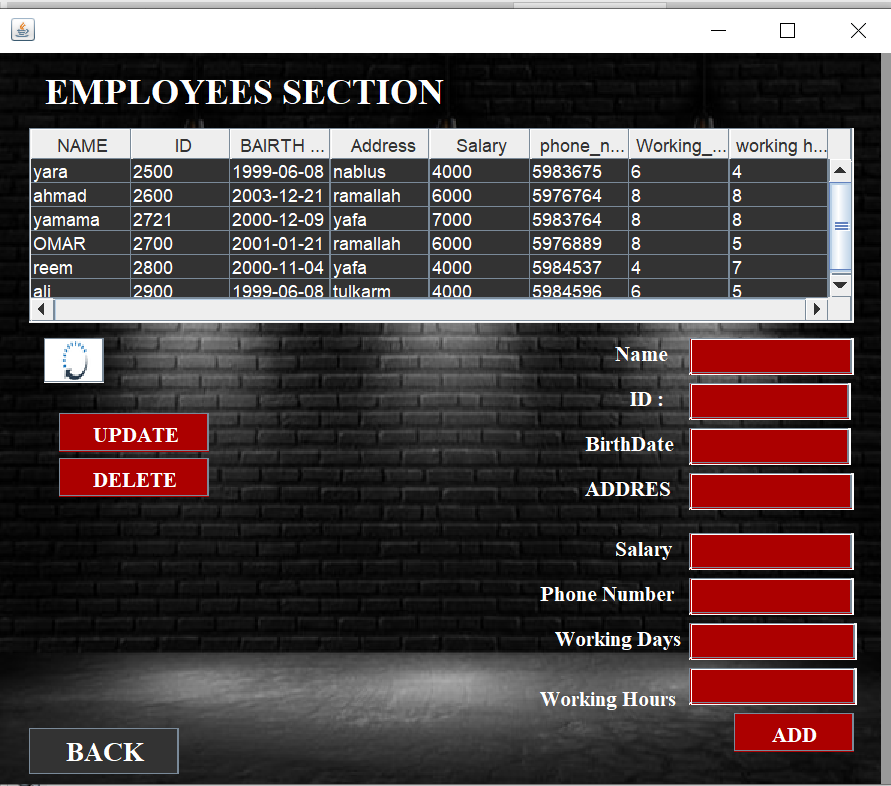 EMPLOYEES SECTION
NAME ID BAIRTH ... Address Salary phone_n... Working_... working h...
yara 2500 1999-06-08 nablus 4000 5983675 6 4
ahmad 2600 2003-12-21 ramallah 6000 5976764 8 8
yamama 2721 2000-12-09 yafa 7000 5983764 8 8
OMAR 2700 2001-01-21 ramallah 6000 5976889 8 5
reem 2800 2000-11-04 yafa 4000 5984537 4 7
ali 2900 1999-06-08 tulkarm 4000 5984596 6 5
Name
ID :
UPDATE
BirthDate
DELETE
ADDRES
Salary
Phone Number
Working Days
Working Hours
ADD
BACK